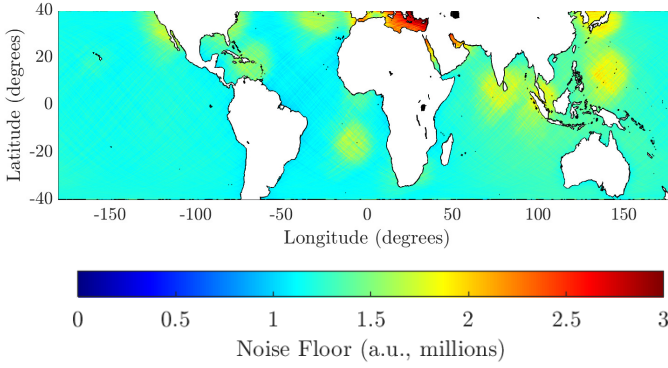 40
20
0
-20
-40
Latitude (degrees)
-150 -100 -50 0 50 100 150
Longitude (degrees)
0 0.5 1 1.5 2 2.5 3
Noise Floor (a.u., millions)